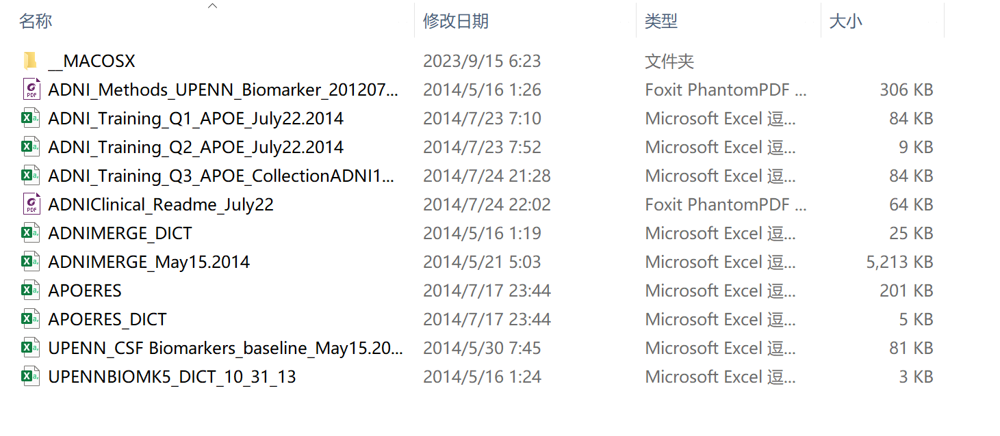 名称 修改日期 类型 大小
__MACOSX 2023/9/15 6:23 文件夹
ADNI_Methods_UPENN_Biomarker_201207... 2014/5/16 1:26 Foxit PhantomPDF ... 306 KB
ADNI_Training_Q1_APOE_July22.2014 2014/7/23 7:10 Microsoft Excel 逗... 84 KB
ADNI_Training_Q2_APOE_July22.2014 2014/7/23 7:52 Microsoft Excel 逗... 9 KB
ADNI_Training_Q3_APOE_CollectionADNI1... 2014/7/24 21:28 Microsoft Excel 逗... 84 KB
ADNIClinical_Readme_July22 2014/7/24 22:02 Foxit PhantomPDF ... 64 KB
ADNIMERGE_DICT 2014/5/16 1:19 Microsoft Excel 逗... 25 KB
ADNIMERGE_May15.2014 2014/5/21 5:03 Microsoft Excel 逗... 5,213 KB
APOERES 2014/7/17 23:44 Microsoft Excel 逗... 201 KB
APOERES_DICT 2014/7/17 23:44 Microsoft Excel 逗... 5 KB
UPENN_CSF Biomarkers_baseline_May15.20... 2014/5/30 7:45 Microsoft Excel 逗... 81 KB
UPENNBIOMK5_DICT_10_31_13 2014/5/16 1:24 Microsoft Excel 逗... 3 KB